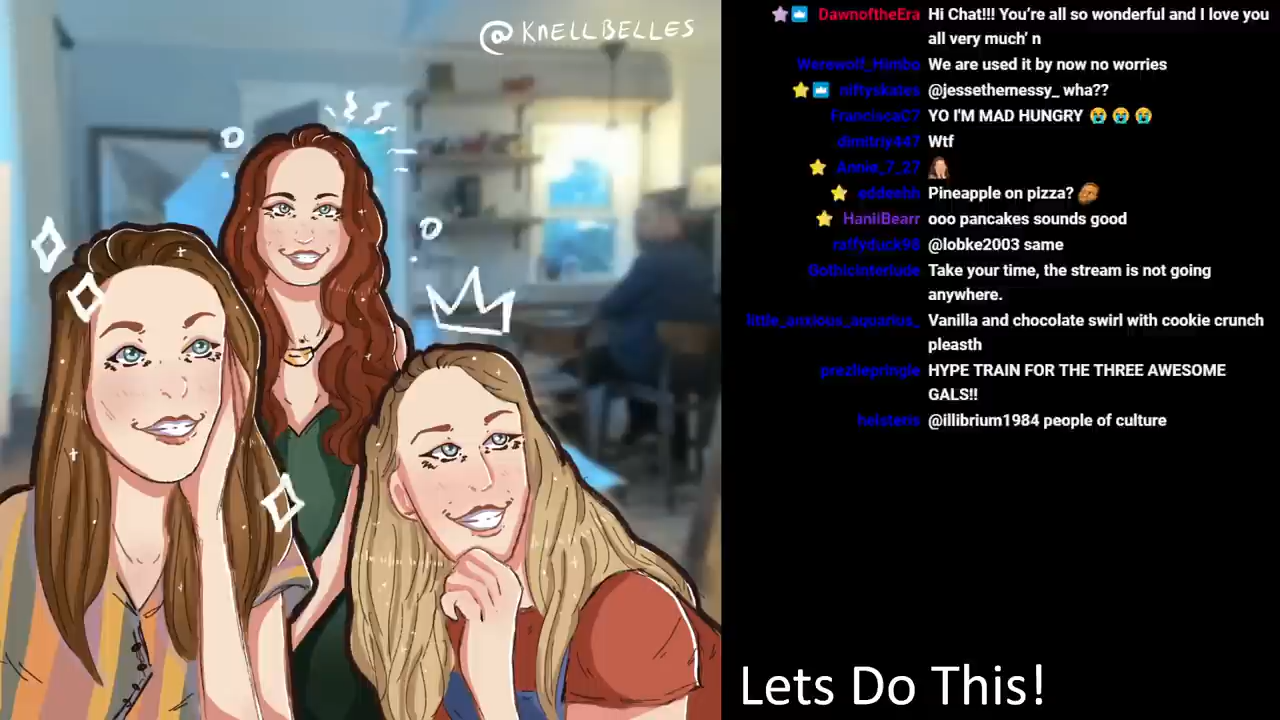 @KNELLBELLES
DawnoftheEra Hi Chat!!! You’re all so wonderful and I love you
all very much’ n
Werewolf_Himbo We are used it by now no worries
niftyskates @jessethemessy_ wha??
FranciscaC7 YO I'M MAD HUNGRY 😭 😭 😭
dimitriy447 Wtf
Annie_7_27
eddeehh Pineapple on pizza?
HaniiBearr ooo pancakes sounds good
raffyduck98 @lobke2003 same
GothicInterlude Take your time, the stream is not going
anywhere.
little_anxious_aquarius_ Vanilla and chocolate swirl with cookie crunch
pleasth
prezliepringle HYPE TRAIN FOR THE THREE AWESOME
GALS!!
heisteris @illibrium1984 people of culture
Lets Do This!